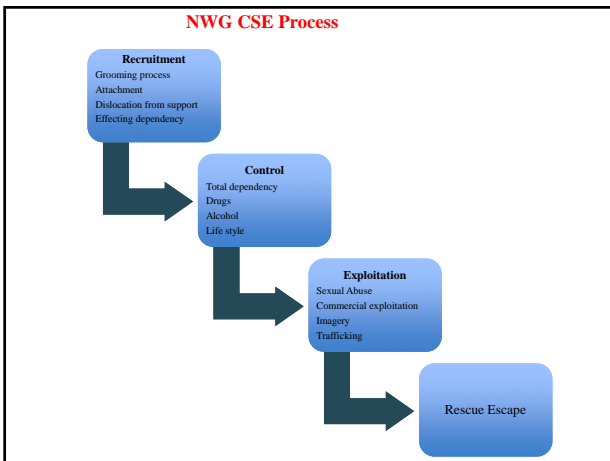 NWG CSE Process
Recruitment
Grooming process
Attachment
Dislocation from support
Effecting dependency
Control
Total dependency
Drugs
Alcohol
Life style
Exploitation
Sexual Abuse
Commercial exploitation
Imagery
Trafficking
Rescue Escape